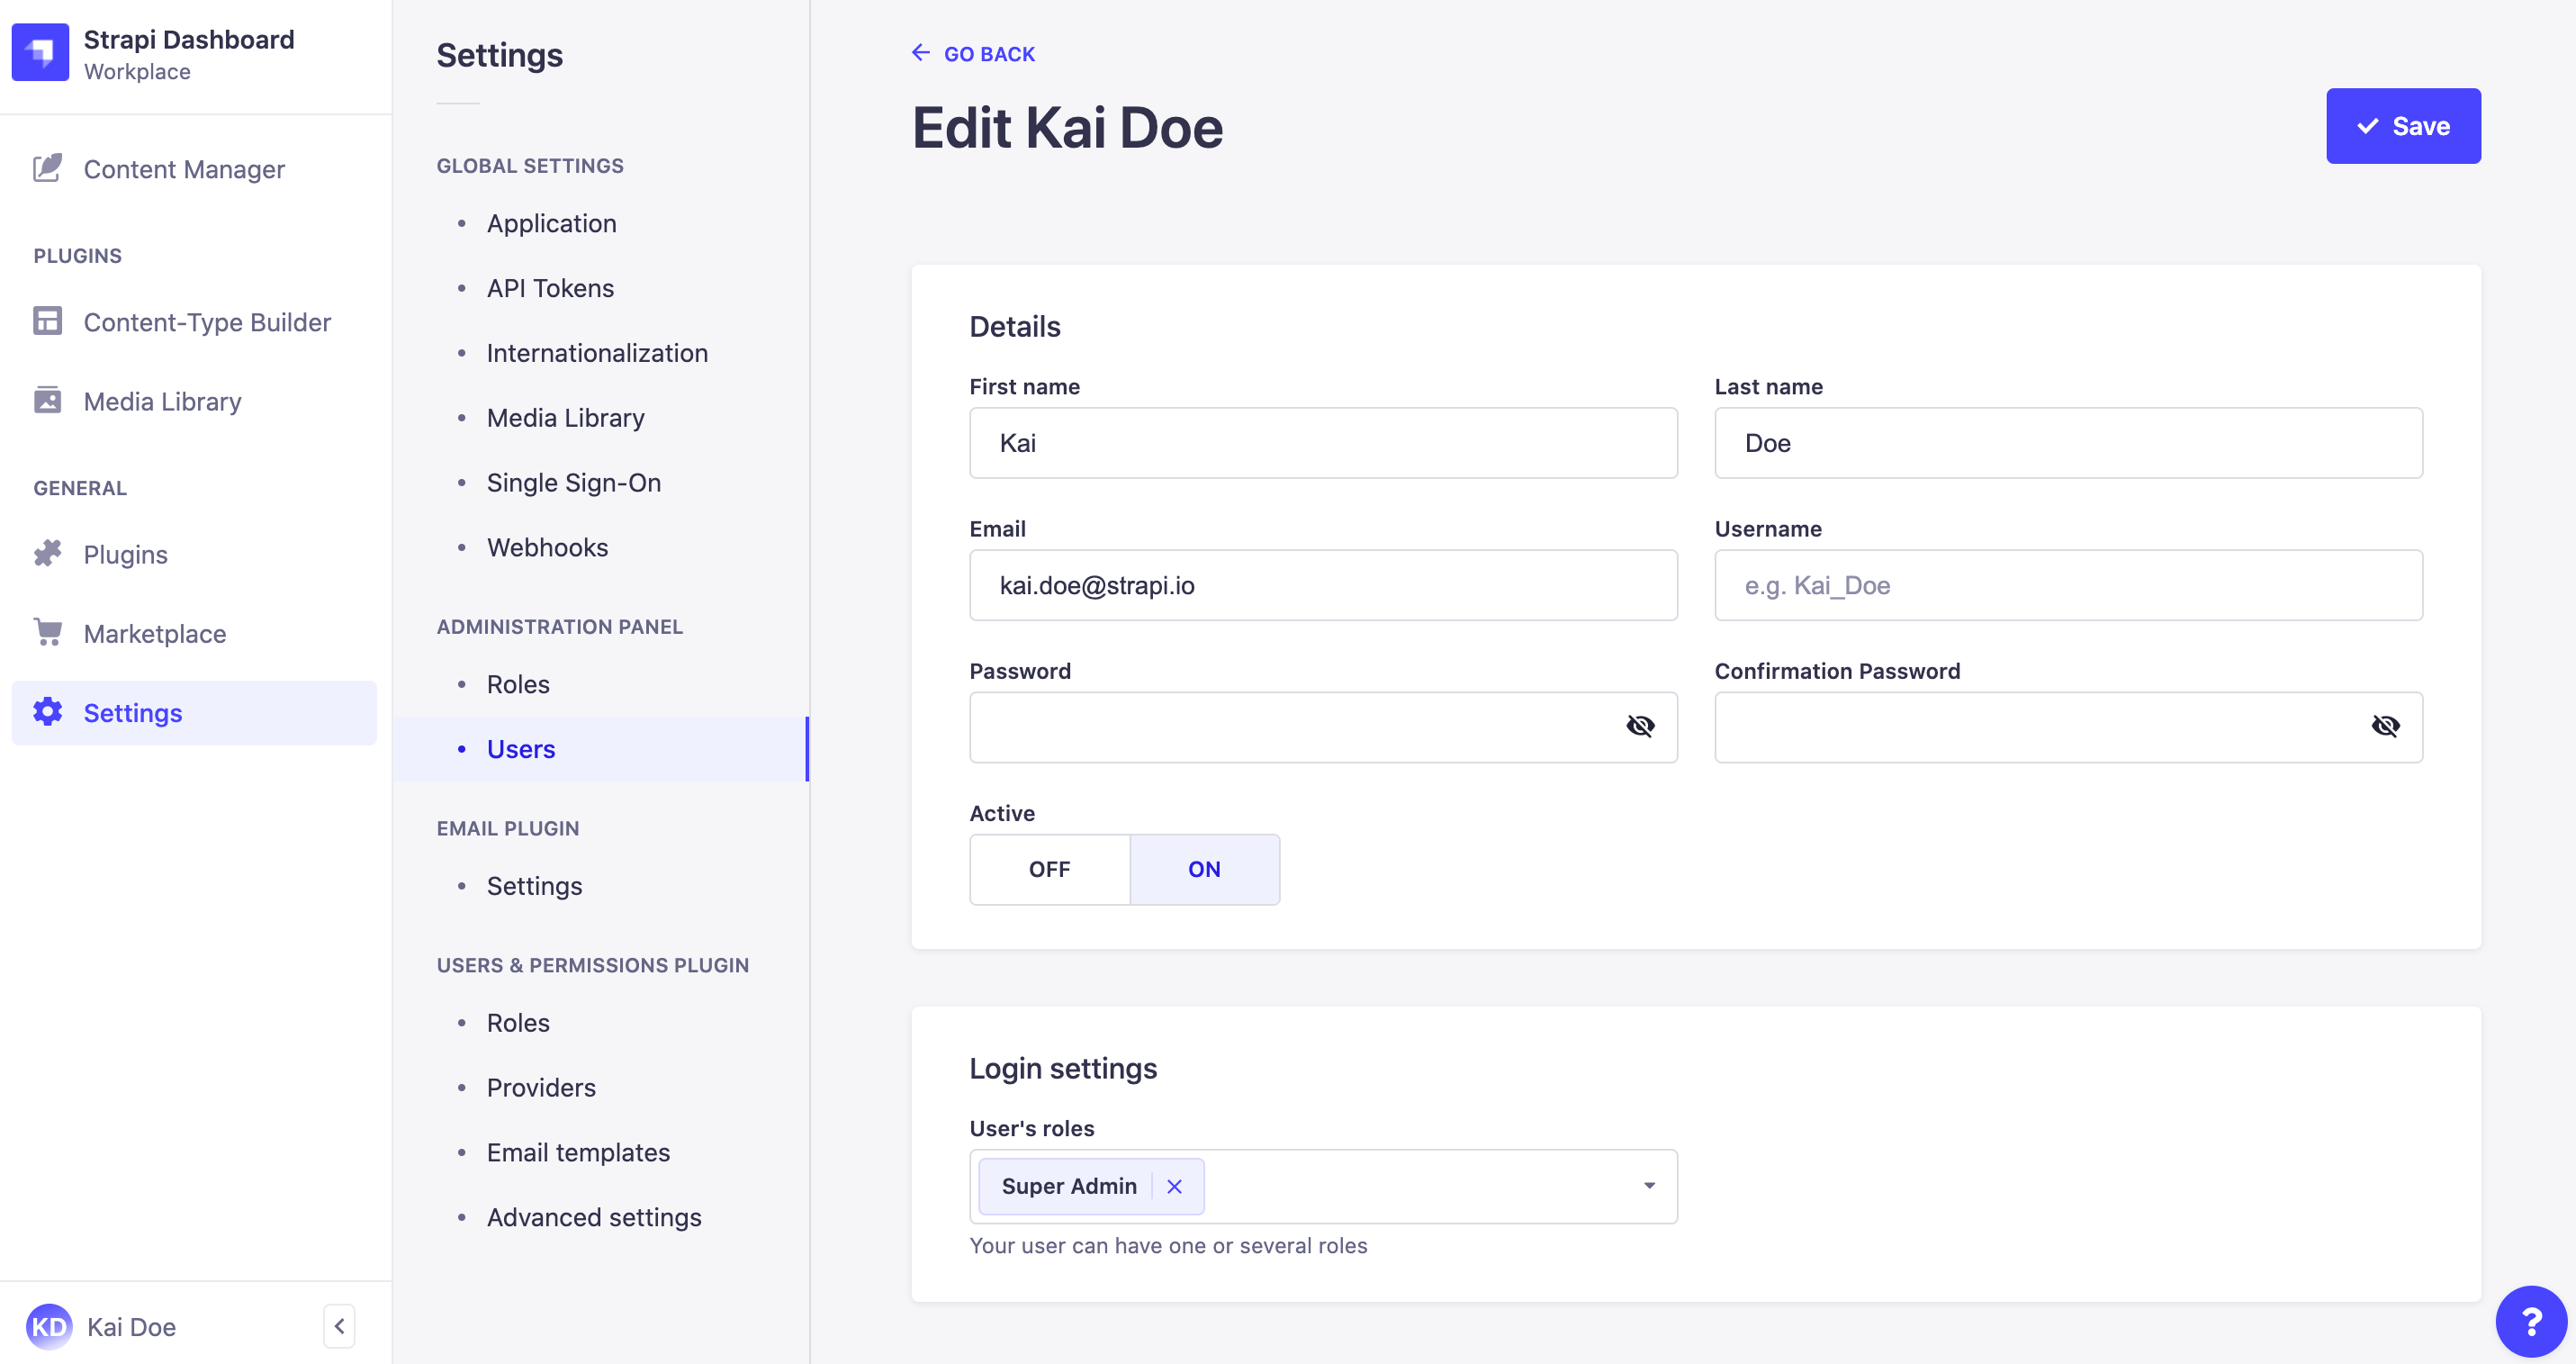 Strapi Dashboard
Workplace
Content Manager
PLUGINS
Content-Type Builder
Media Library
GENERAL
Plugins
Marketplace
Settings
KD Kai Doe
Settings
GLOBAL SETTINGS
Application
API Tokens
Internationalization
Media Library
Single Sign-On
Webhooks
ADMINISTRATION PANEL
Roles
Users
EMAIL PLUGIN
Settings
USERS & PERMISSIONS PLUGIN
Roles
Providers
Email templates
Advanced settings
GO BACK
Edit Kai Doe
Save
Details
First name
Kai
Last name
Doe
Email
kai.doe@strapi.io
Username
e.g. Kai_Doe
Password
Confirmation Password
Active
OFF ON
Login settings
User's roles
Super Admin
Your user can have one or several roles
?